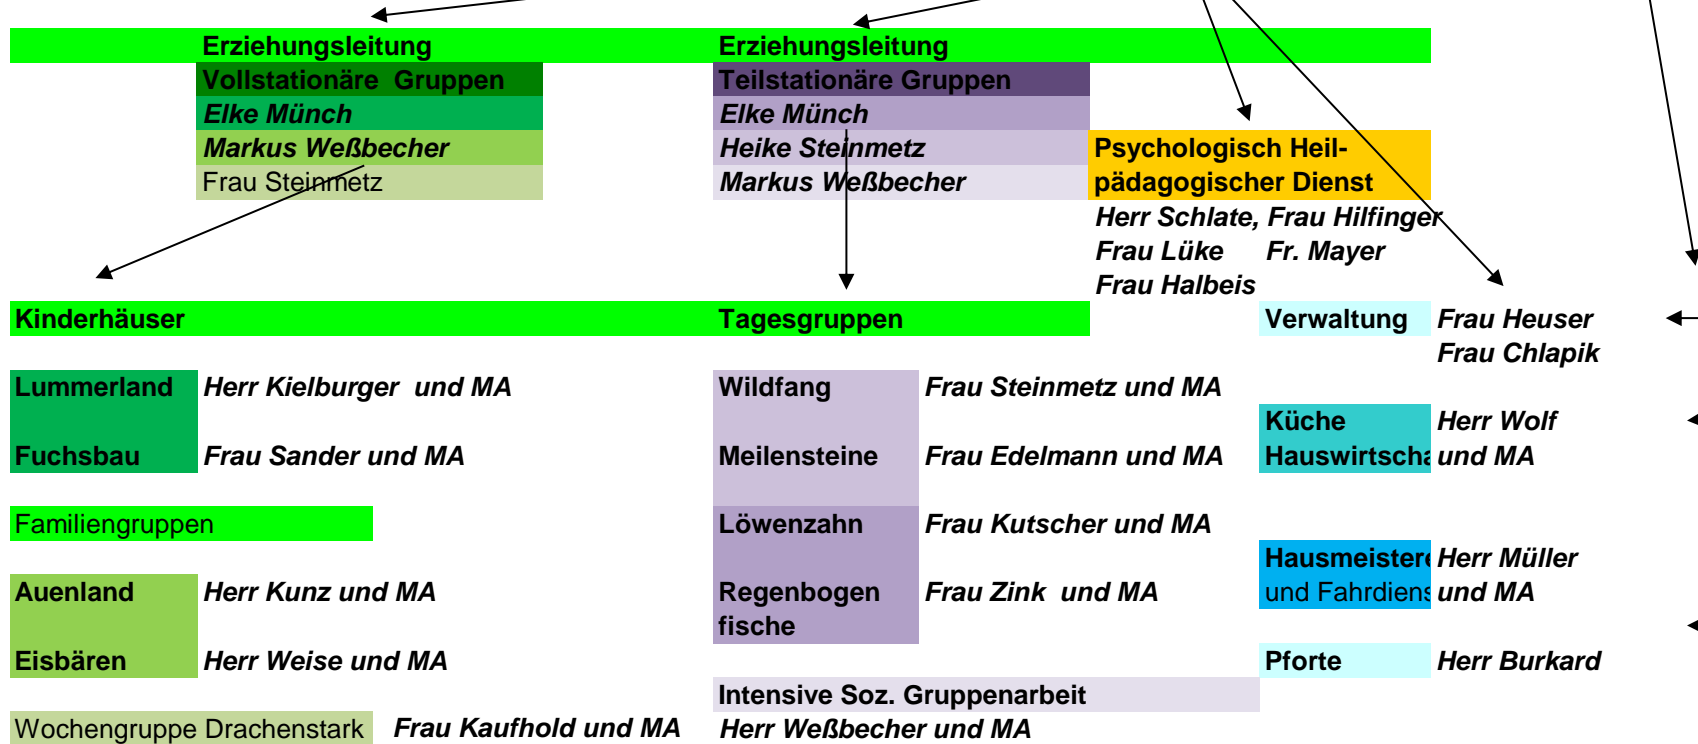 Erziehungsleitung Erziehungsleitung
Vollstationäre Gruppen Teilstationäre Gruppen
Elke Münch Elke Münch
Markus Weßbecher Heike Steinmetz Psychologisch Heil-
Frau Steinmetz Markus Weßbecher pädagogischer Dienst
Herr Schlate, Frau Hilfinger
Frau Lüke Fr. Mayer
Frau Halbeis
Kinderhäuser Tagesgruppen Verwaltung Frau Heuser
Frau Chlapik
Lummerland Herr Kielburger und MA Wildfang Frau Steinmetz und MA
Küche Herr Wolf
Fuchsbau Frau Sander und MA Meilensteine Frau Edelmann und MA Hauswirtscha und MA
Familiengruppen Löwenzahn Frau Kutscher und MA
Hausmeistere Herr Müller
Auenland Herr Kunz und MA Regenbogen Frau Zink und MA und Fahrdiens und MA
fische
Eisbären Herr Weise und MA Pforte Herr Burkard
Intensive Soz. Gruppenarbeit
Wochengruppe Drachenstark Frau Kaufhold und MA Herr Weßbecher und MA